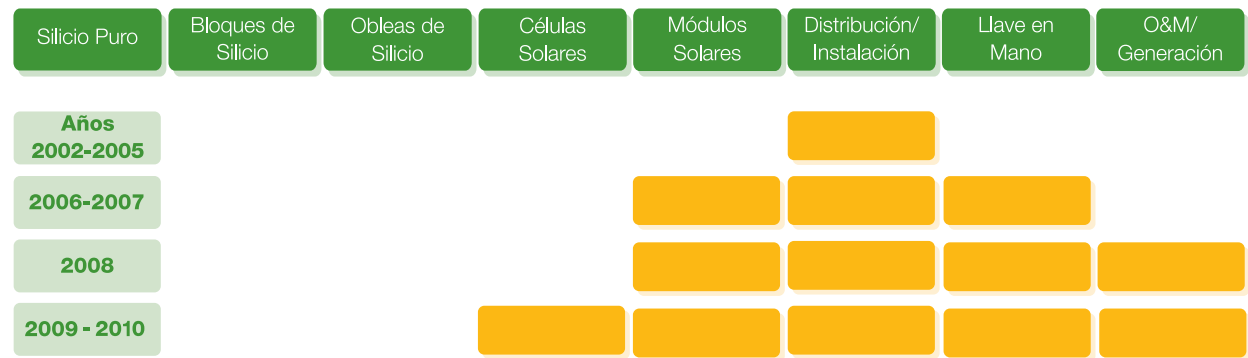 Silicio Puro
Bloques de
Silicio
Obleas de
Silicio
Células
Solares
Módulos
Solares
Distribución/
Instalación
Llave en
Mano
O&M/
Generación
Años
2002-2005
2006-2007
2008
2009 - 2010